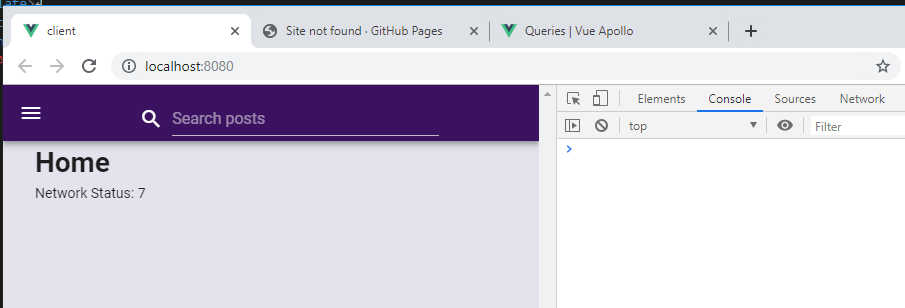 late>
client
Site not found · GitHub Pages
Queries | Vue Apollo
localhost:8080
Search posts
Elements
Console
Sources
Network
top
Filter
Home
Network Status: 7